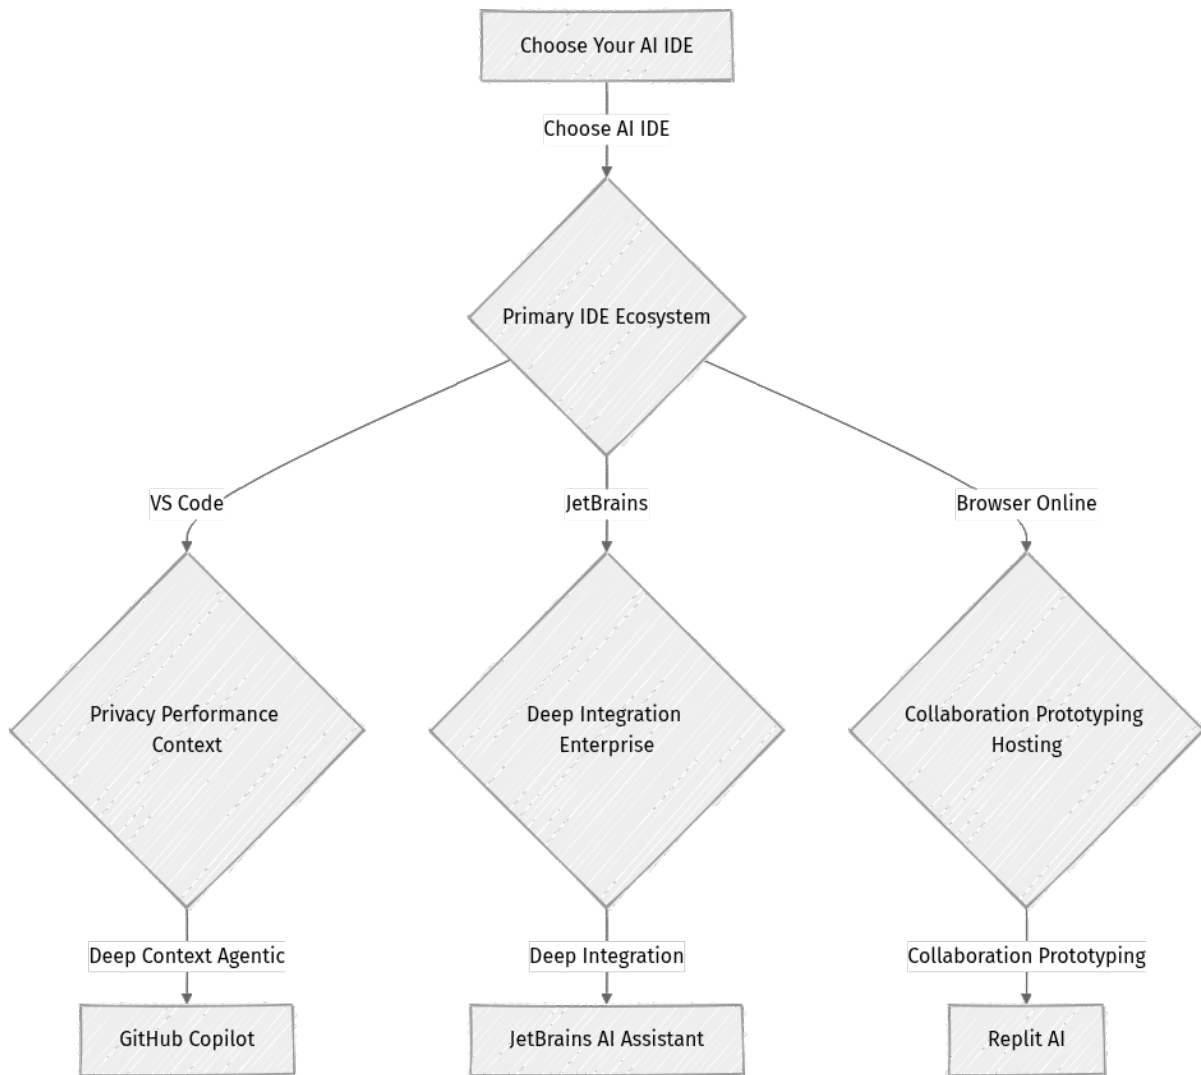 Choose Your AI IDE
Choose AI IDE
Primary IDE Ecosystem
VS Code
JetBrains
Browser Online
Privacy Performance
Context
Deep Integration
Enterprise
Collaboration Prototyping
Hosting
Deep Context Agentic
Deep Integration
Collaboration Prototyping
GitHub Copilot
JetBrains AI Assistant
Replit AI